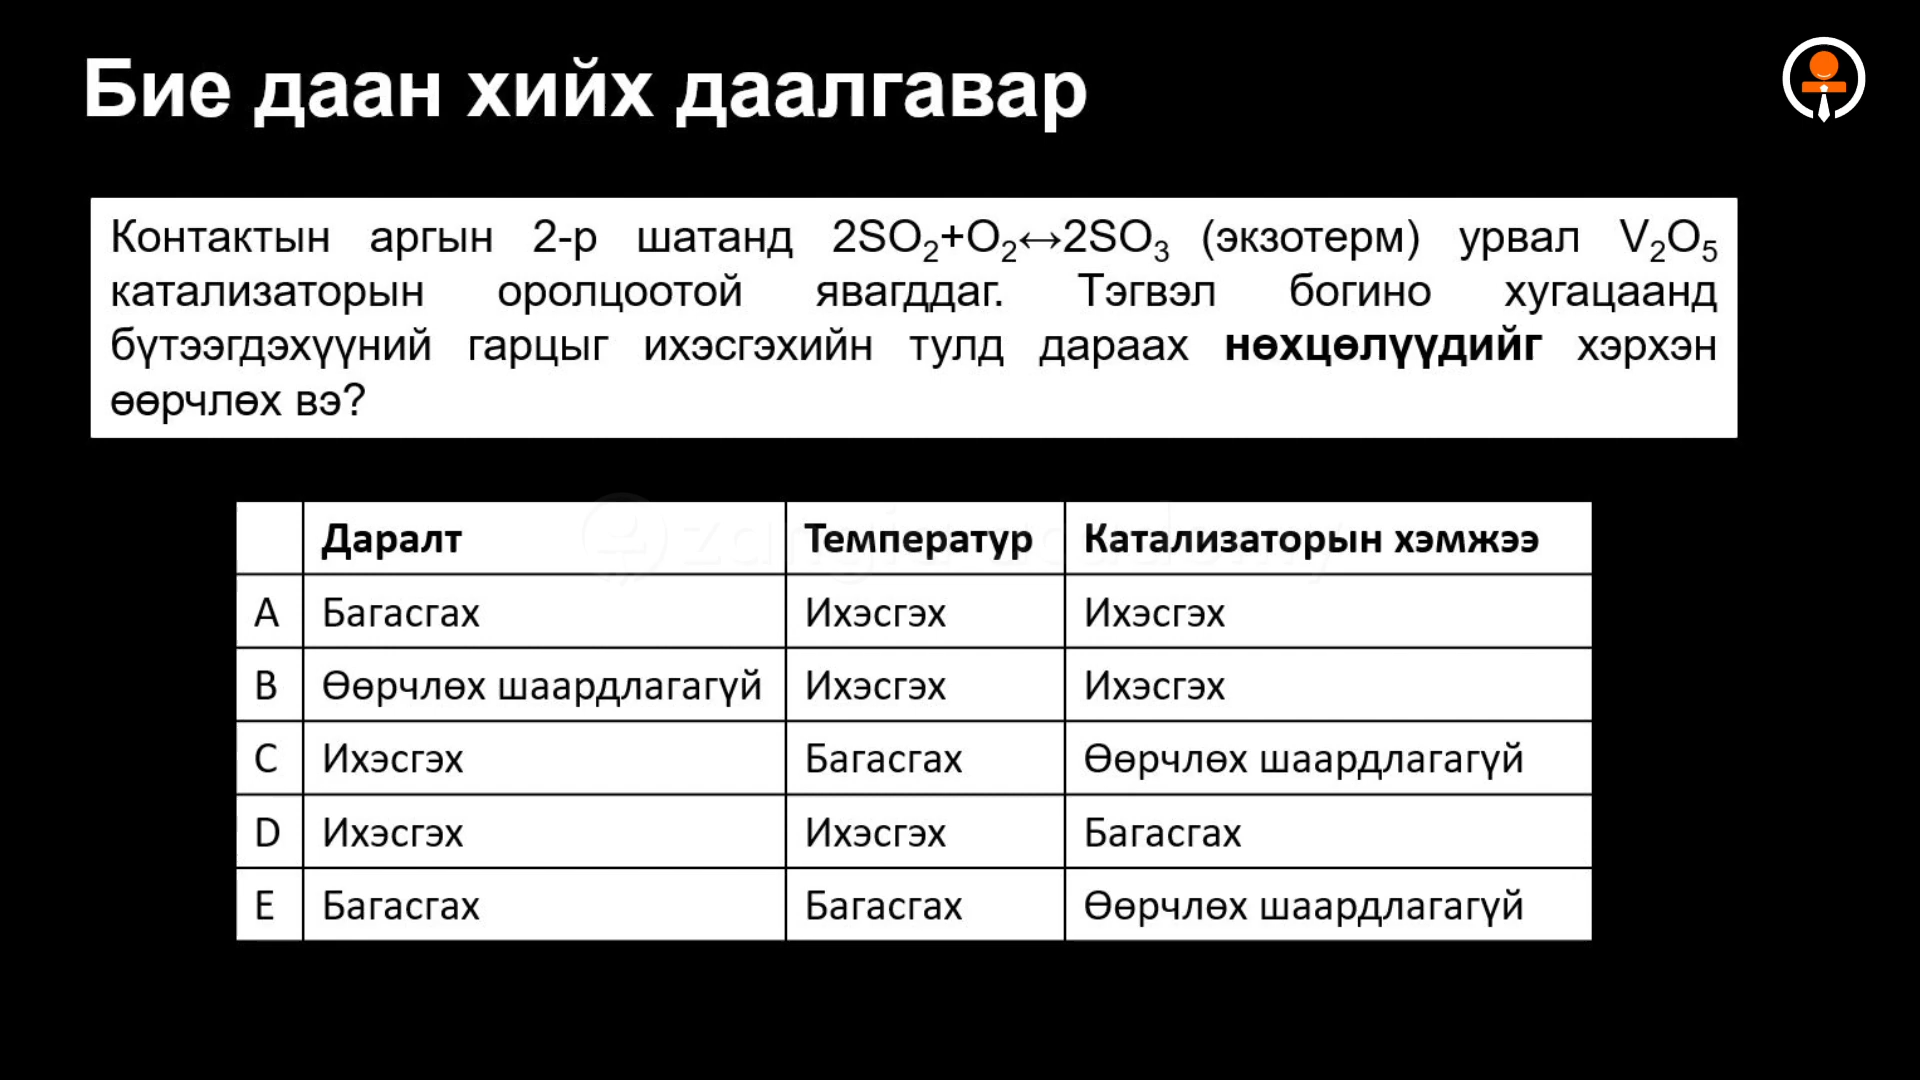 Бие даан хийх даалгавар
Контактын аргын 2-р шатанд 2SO₂+O₂↔2SO₃ (экзотерм) урвал V₂O₅
катализаторын оролцоотой явагддаг. Тэгвэл богино хугацаанд
бүтээгдэхүүний гарцыг ихэсгэхийн тулд дараах нөхцөлүүдийг хэрхэн
өөрчлөх вэ?
Даралт Температур Катализаторын хэмжээ
A Багасгах Ихэсгэх Ихэсгэх
B Өөрчлөх шаардлагагүй Ихэсгэх Ихэсгэх
C Ихэсгэх Багасгах Өөрчлөх шаардлагагүй
D Ихэсгэх Ихэсгэх Багасгах
E Багасгах Багасгах Өөрчлөх шаардлагагүй